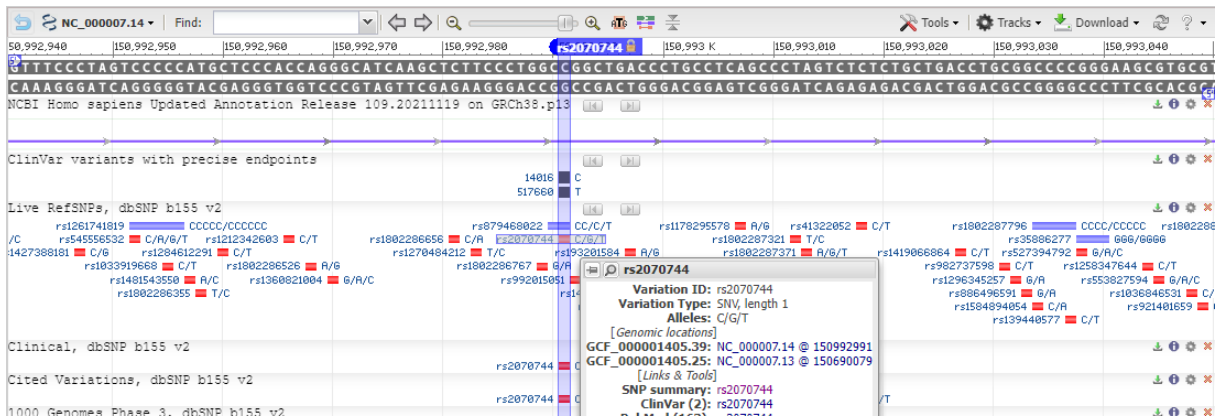 NC_000007.14 Find: Tools Tracks Download ?
50,992,940 150,992,950 150,992,960 150,992,970 150,992,980 rs2070744 150,993 K 150,993,010 150,993,020 150,993,030 150,993,040
GTTTCCCTAGTCCCCCATGCTCCCACCAGGGCATCAAGCTCTTCCCTGGCCGGCTGACCCTGCCTCAGCCCTAGTCTCTCTGCTGACCTGCGGCCCCGGGAAGCGTGCGT
CAAAGGGATCAGGGGGTACGAGGGTGGTCCCGTAGTTCGAGAAGGGACCGGCCGACTGGGACGGAGTCGGGATCAGAGAGACGACTGGACGCCGGGGCCCTTCGCACG
NCBI Homo sapiens Updated Annotation Release 109.20211119 on GRCh38.p13
ClinVar variants with precise endpoints
14016 C
517660 T
Live RefSNPs, dbSNP b155 v2
rs1261741819 CCCCC/CCCCCC rs879468022 CC/C/T rs1178295578 A/G rs41322052 C/T rs1802287796 CCCC/CCCCC rs1802288
/C rs545556532 C/A/G/T rs1212342603 C/T rs1802286656 C/A rs2070744 C/G/T rs1802287321 T/C rs35886277 GGG/GGGG
1427388181 C/G rs1284612291 C/T rs1270484212 T/C rs193201584 A/G rs1802287371 A/G/T rs1419066864 C/T rs527394792 G/A/C
rs1033919668 C/T rs1802286526 A/G rs1802286767 G/A rs982737598 C/T rs1258347644 C/T
rs1481543550 A/C rs1360821004 G/A/C rs992015051 rs1296345257 G/A rs553827594 G/A/C
rs1802286355 T/C rs14 rs886496591 G/A rs1036846531 C/
rs1584894054 C/A rs921401659
rs139440577 C/T
rs2070744
Variation ID: rs2070744
Variation Type: SNV, length 1
Alleles: C/G/T
[Genomic locations]
GCF_000001405.39: NC_000007.14 @ 150992991
GCF_000001405.25: NC_000007.13 @ 150690079
[Links & Tools]
SNP summary: rs2070744
ClinVar (2): rs2070744
Clinical, dbSNP b155 v2
rs2070744 C
Cited Variations, dbSNP b155 v2
rs2070744 C /T
1000 Genomes Phase 3, dbSNP b155 v2